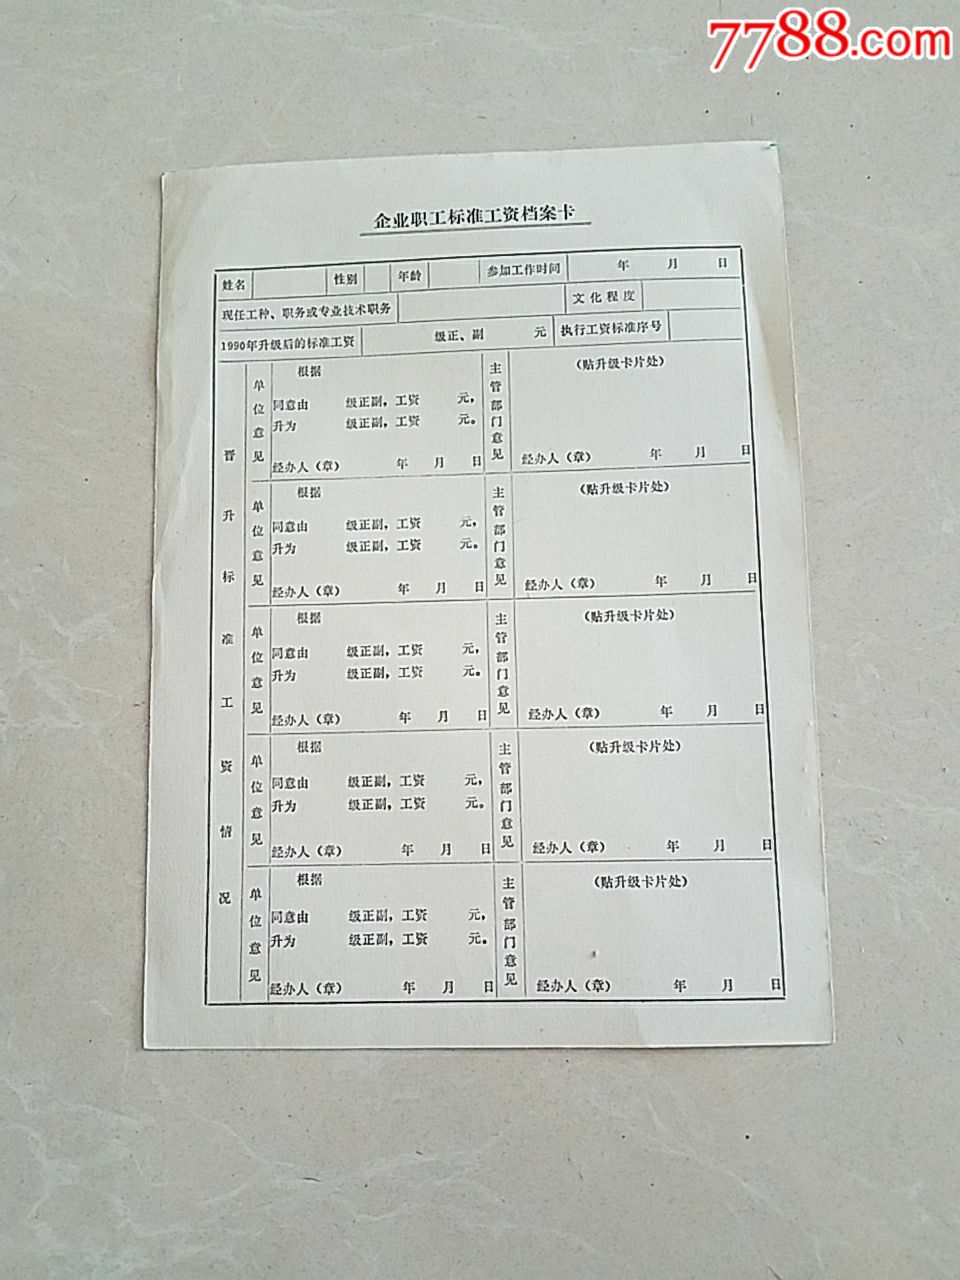 7788.com
企业职工标准工资档案卡
姓名 性别 年龄 参加工作时间 年 月 日
现任工种、职务或专业技术职务 文化程度
1990年升级后的标准工资 级正、副 元 执行工资标准序号
晋升标准工资情况
单位意见
根据
同意由 级正副，工资 元，
升为 级正副，工资 元。
经办人（章） 年 月 日
主管部门意见
（贴升级卡片处）
经办人（章） 年 月 日
单位意见
根据
同意由 级正副，工资 元，
升为 级正副，工资 元。
经办人（章） 年 月 日
主管部门意见
（贴升级卡片处）
经办人（章） 年 月 日
单位意见
根据
同意由 级正副，工资 元，
升为 级正副，工资 元。
经办人（章） 年 月 日
主管部门意见
（贴升级卡片处）
经办人（章） 年 月 日
单位意见
根据
同意由 级正副，工资 元，
升为 级正副，工资 元。
经办人（章） 年 月 日
主管部门意见
（贴升级卡片处）
经办人（章） 年 月 日
单位意见
根据
同意由 级正副，工资 元，
升为 级正副，工资 元。
经办人（章） 年 月 日
主管部门意见
（贴升级卡片处）
经办人（章） 年 月 日